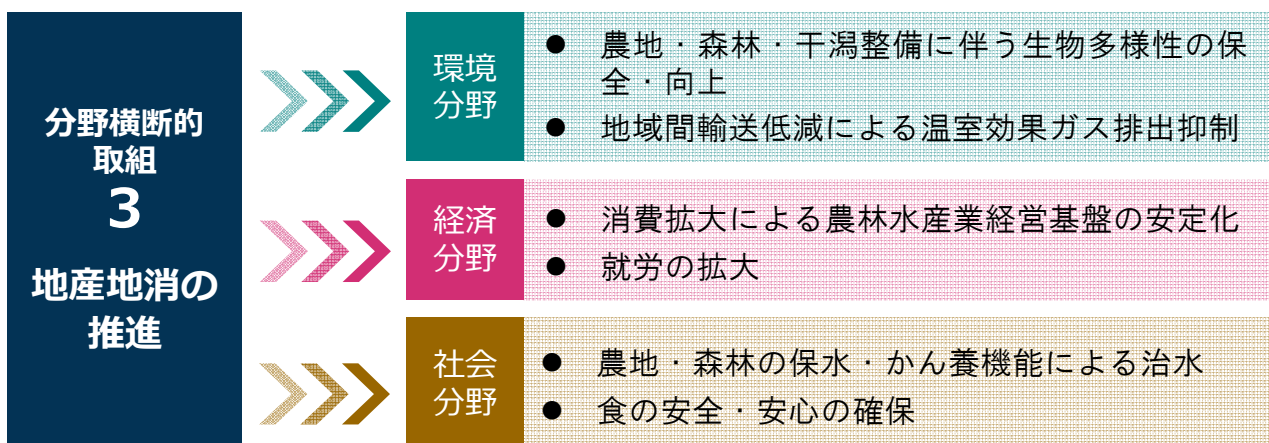 分野横断的
取組
3
地産地消の
推進
環境
分野
● 農地・森林・干潟整備に伴う生物多様性の保
全・向上
● 地域間輸送低減による温室効果ガス排出抑制
経済
分野
● 消費拡大による農林水産業経営基盤の安定化
● 就労の拡大
社会
分野
● 農地・森林の保水・かん養機能による治水
● 食の安全・安心の確保